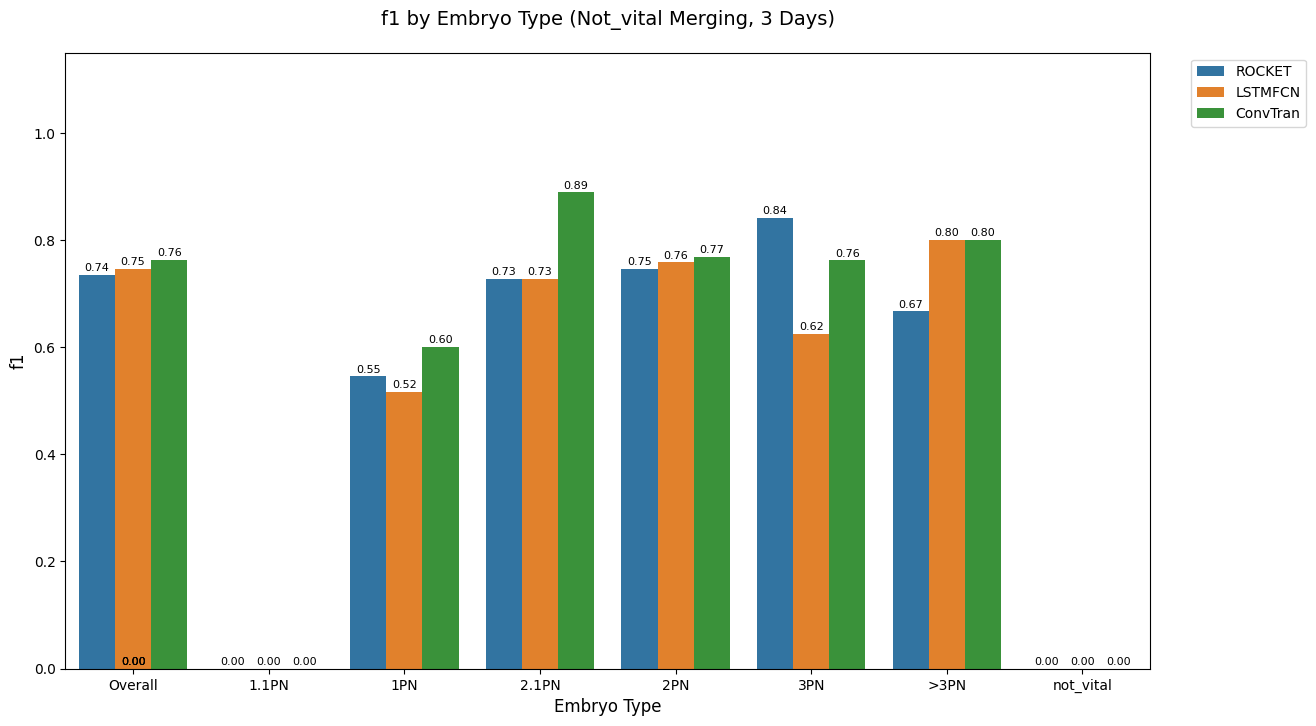 f1 by Embryo Type (Not_vital Merging, 3 Days)
ROCKET
LSTMFCN
ConvTran
f1
1.0
0.8
0.6
0.4
0.2
0.0
0.74 0.75 0.76
0.00
0.00 0.00 0.00
0.55 0.52 0.60
0.73 0.73 0.89
0.75 0.76 0.77
0.84 0.62 0.76
0.67 0.80 0.80
0.00 0.00 0.00
Overall 1.1PN 1PN 2.1PN 2PN 3PN >3PN not_vital
Embryo Type